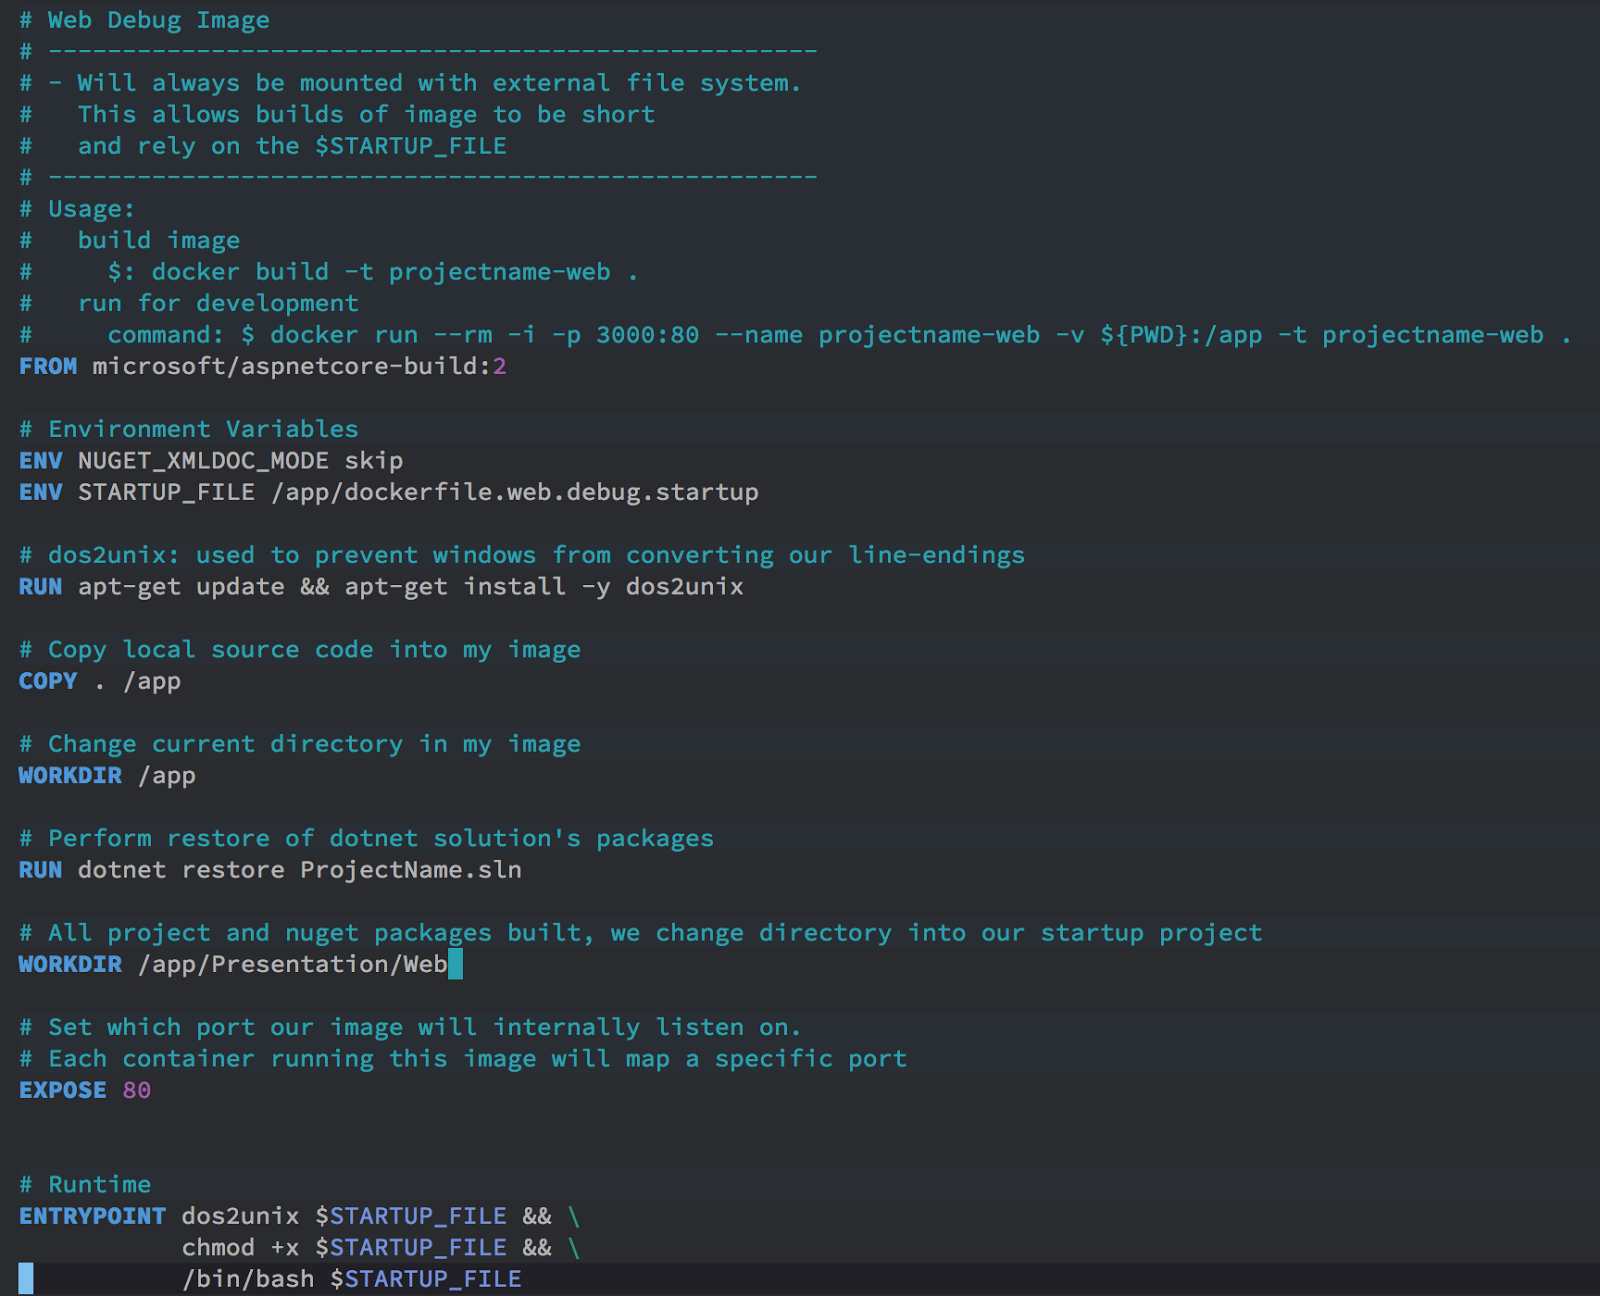 # Web Debug Image
# ----------------------------------------------------
# - Will always be mounted with external file system.
#   This allows builds of image to be short
#   and rely on the $STARTUP_FILE
# ----------------------------------------------------
# Usage:
#   build image
#     $: docker build -t projectname-web .
#   run for development
#     command: $ docker run --rm -i -p 3000:80 --name projectname-web -v ${PWD}:/app -t projectname-web .
FROM microsoft/aspnetcore-build:2

# Environment Variables
ENV NUGET_XMLDOC_MODE skip
ENV STARTUP_FILE /app/dockerfile.web.debug.startup

# dos2unix: used to prevent windows from converting our line-endings
RUN apt-get update && apt-get install -y dos2unix

# Copy local source code into my image
COPY . /app

# Change current directory in my image
WORKDIR /app

# Perform restore of dotnet solution's packages
RUN dotnet restore ProjectName.sln

# All project and nuget packages built, we change directory into our startup project
WORKDIR /app/Presentation/Web

# Set which port our image will internally listen on.
# Each container running this image will map a specific port
EXPOSE 80


# Runtime
ENTRYPOINT dos2unix $STARTUP_FILE && \
           chmod +x $STARTUP_FILE && \
           /bin/bash $STARTUP_FILE